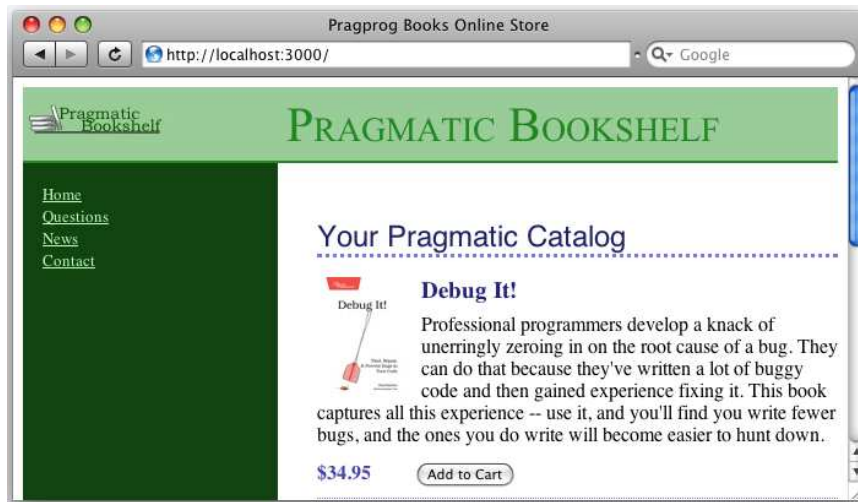 Pragprog Books Online Store
http://localhost:3000/
Google
Pragmatic
Bookshelf
PRAGMATIC BOOKSHELF
Home
Questions
News
Contact
Your Pragmatic Catalog
Debug It!
Debug It!
Professional programmers develop a knack of
unerringly zeroing in on the root cause of a bug. They
can do that because they've written a lot of buggy
code and then gained experience fixing it. This book
captures all this experience -- use it, and you'll find you write fewer
bugs, and the ones you do write will become easier to hunt down.
$34.95 Add to Cart